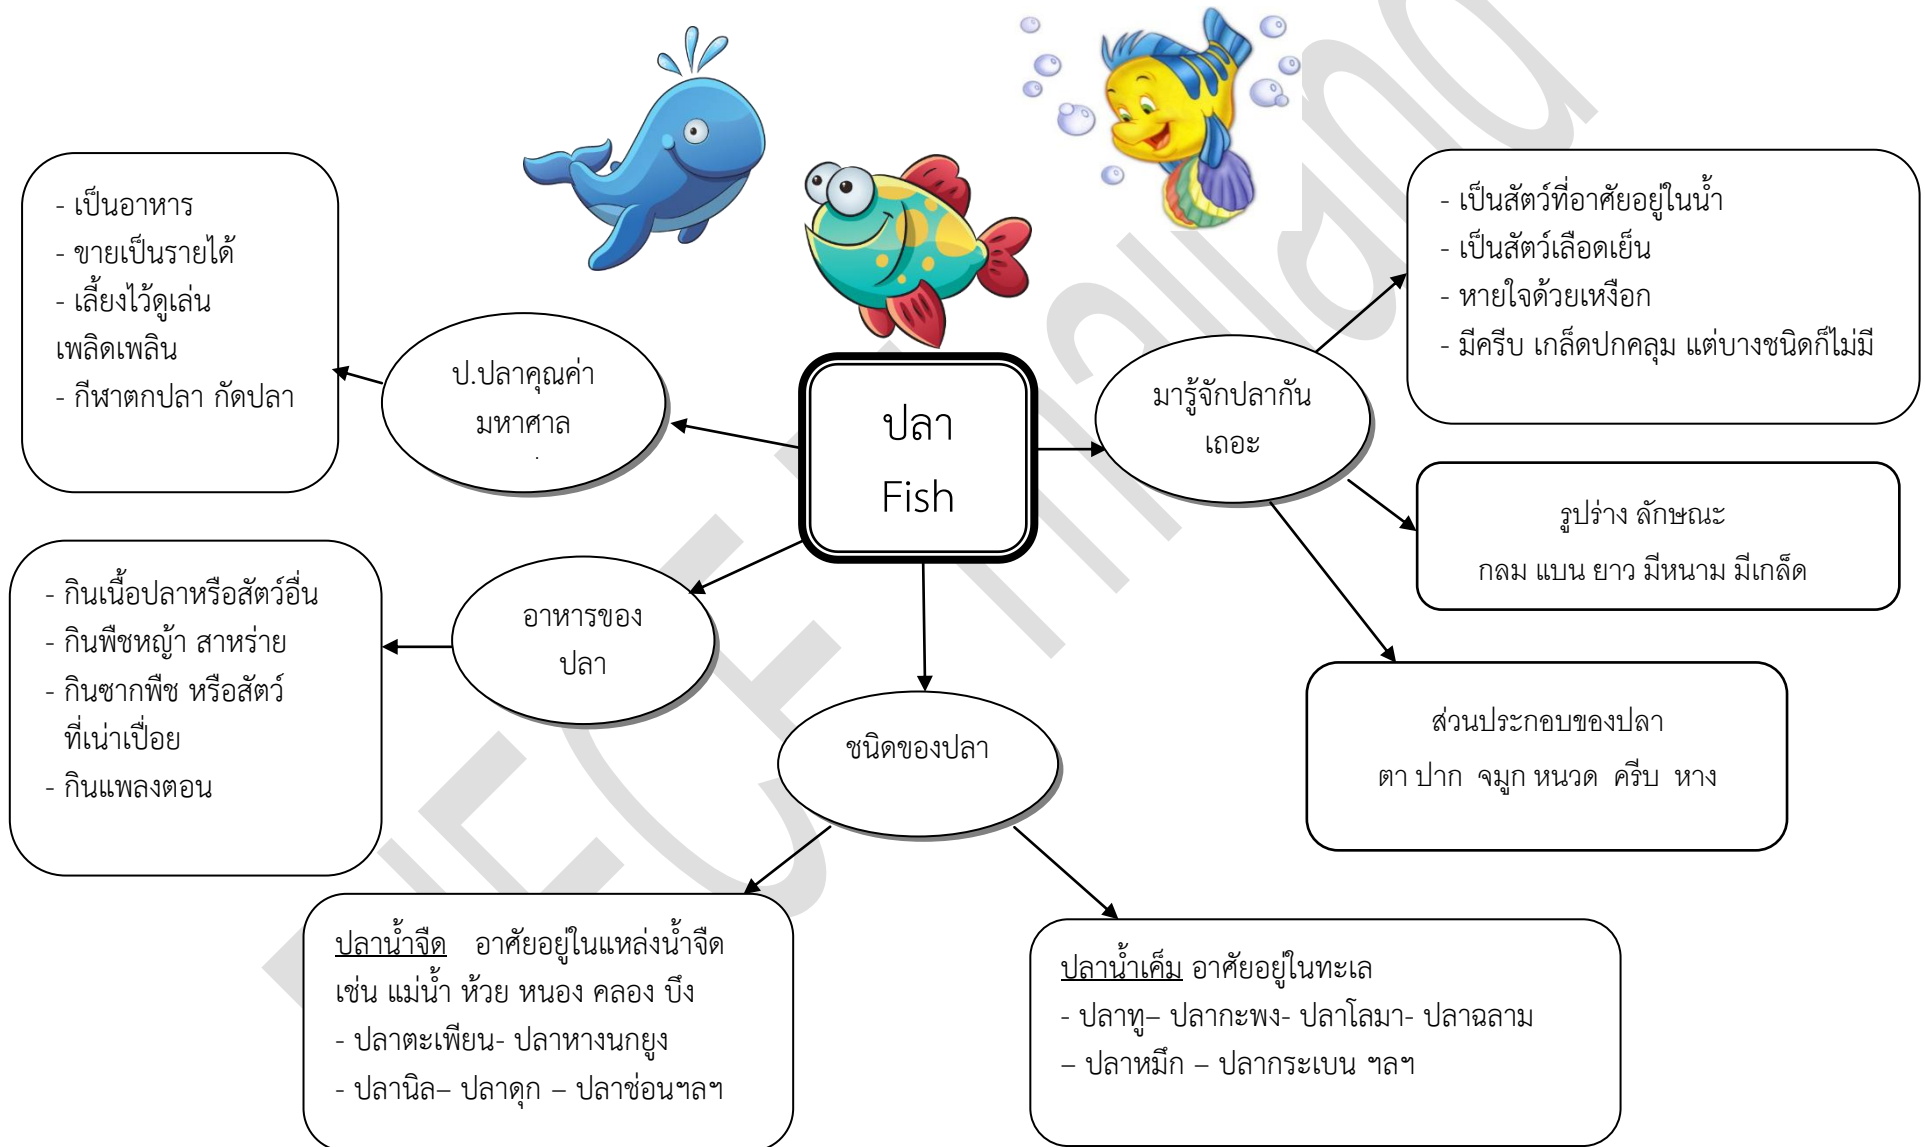 ปลา
Fish
ป.ปลาคุณค่า
มหาศาล
.
- เป็นอาหาร
- ขายเป็นรายได้
- เลี้ยงไว้ดูเล่น
เพลิดเพลิน
- กีฬาตกปลา กัดปลา
มารู้จักปลากัน
เถอะ
- เป็นสัตว์ที่อาศัยอยู่ในน้ำ
- เป็นสัตว์เลือดเย็น
- หายใจด้วยเหงือก
- มีครีบ เกล็ดปกคลุม แต่บางชนิดก็ไม่มี
รูปร่าง ลักษณะ
กลม แบน ยาว มีหนาม มีเกล็ด
ส่วนประกอบของปลา
ตา ปาก จมูก หนวด ครีบ หาง
อาหารของ
ปลา
- กินเนื้อปลาหรือสัตว์อื่น
- กินพืชหญ้า สาหร่าย
- กินซากพืช หรือสัตว์
ที่เน่าเปื่อย
- กินแพลงตอน
ชนิดของปลา
ปลาน้ำจืด อาศัยอยู่ในแหล่งน้ำจืด
เช่น แม่น้ำ ห้วย หนอง คลอง บึง
- ปลาตะเพียน- ปลาหางนกยูง
- ปลานิล– ปลาดุก – ปลาช่อนฯลฯ
ปลาน้ำเค็ม อาศัยอยู่ในทะเล
- ปลาทู– ปลากะพง- ปลาโลมา- ปลาฉลาม
– ปลาหมึก – ปลากระเบน ฯลฯ